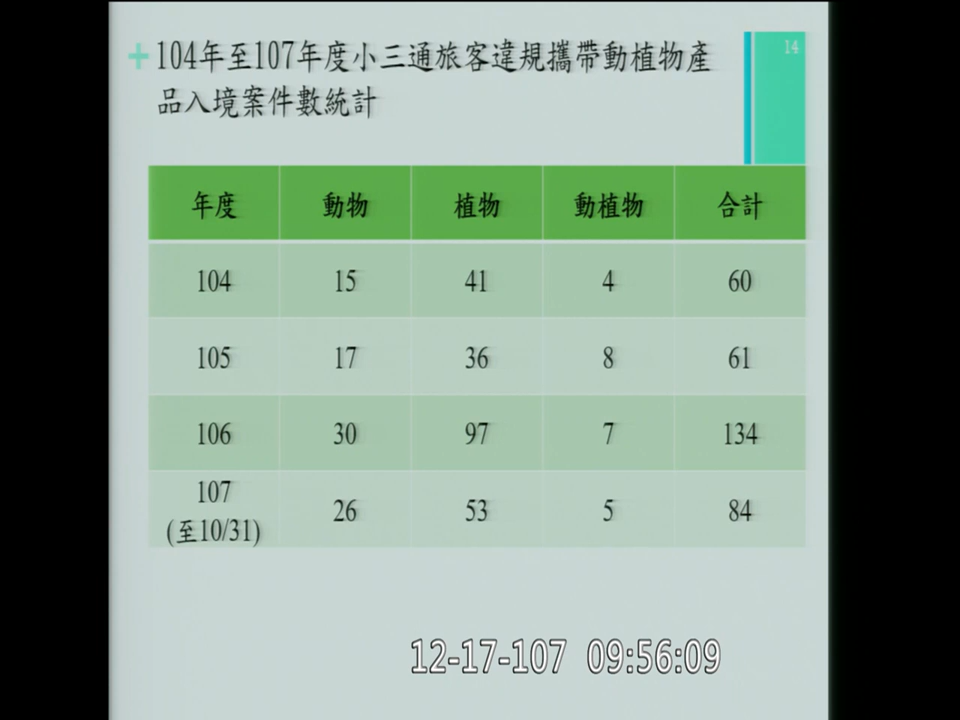 14
104年至107年度小三通旅客違規攜帶動植物產
品入境案件數統計
年度 動物 植物 動植物 合計
104 15 41 4 60
105 17 36 8 61
106 30 97 7 134
107
(至10/31) 26 53 5 84
12-17-107 09:56:09